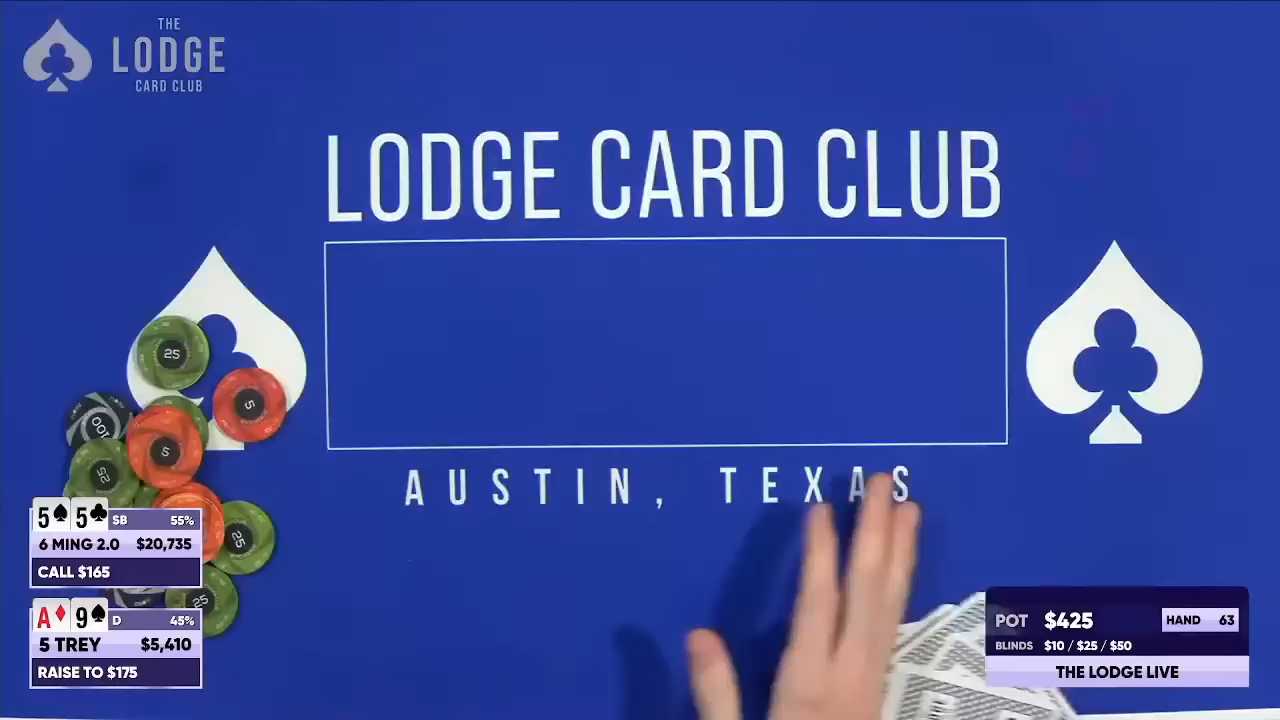 THE
LODGE
CARD CLUB
LODGE CARD CLUB
AUSTIN, TEXAS
25
5
100
5
25
25
25
5♠ 5♣ SB 55%
6 MING 2.0 $20,735
CALL $165
A♦ 9♠ D 45%
5 TREY $5,410
RAISE TO $175
POT $425 HAND 63
BLINDS $10 / $25 / $50
THE LODGE LIVE